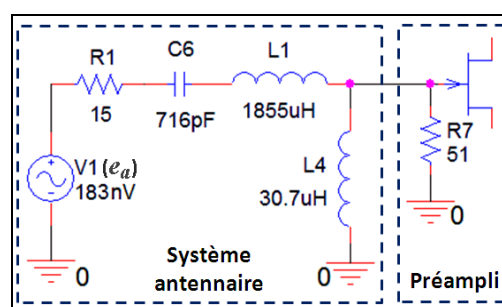 R1
15
C6
716pF
L1
1855uH
V1(eₐ)
183nV
L4
30.7uH
R7
51
0
0
0
Système
antennaire
Préampli